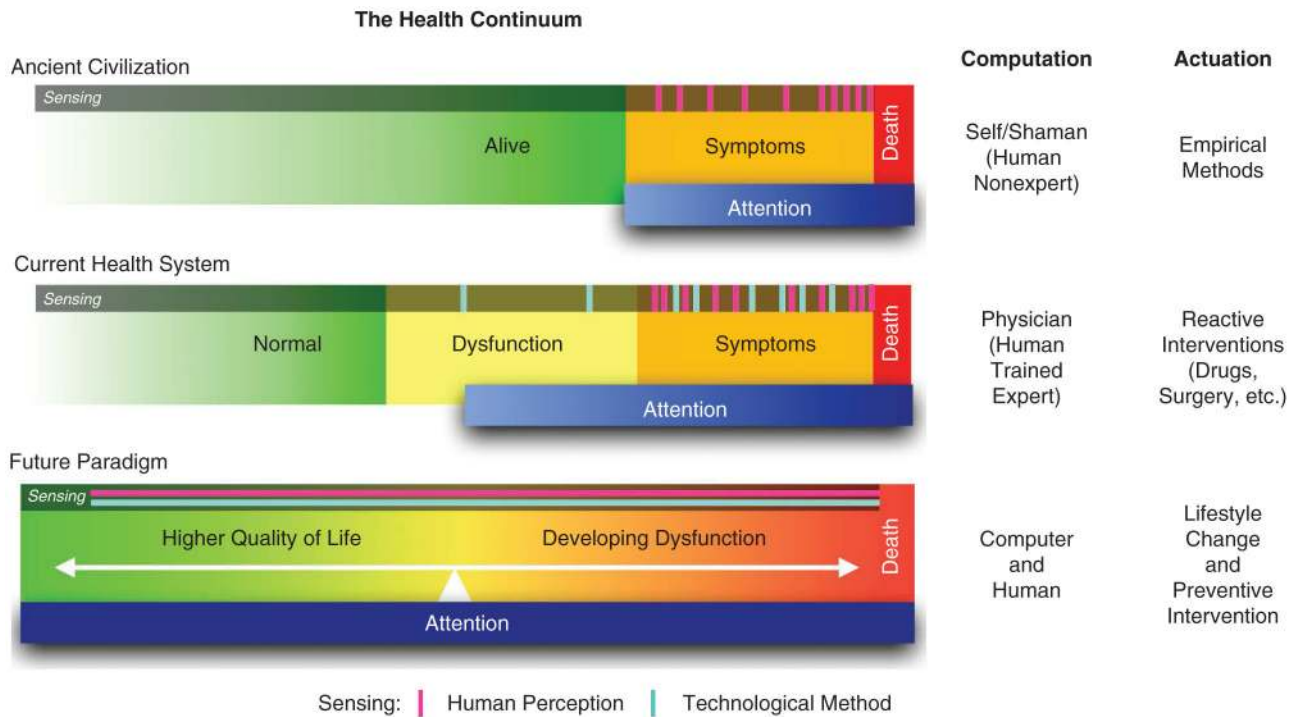 The Health Continuum
Computation
Actuation
Ancient Civilization
Sensing
Alive
Symptoms
Death
Attention
Self/Shaman
(Human
Nonexpert)
Empirical
Methods
Current Health System
Sensing
Normal
Dysfunction
Symptoms
Death
Attention
Physician
(Human
Trained
Expert)
Reactive
Interventions
(Drugs,
Surgery, etc.)
Future Paradigm
Sensing
Higher Quality of Life
Developing Dysfunction
Death
Attention
Computer
and
Human
Lifestyle
Change
and
Preventive
Intervention
Sensing: Human Perception Technological Method